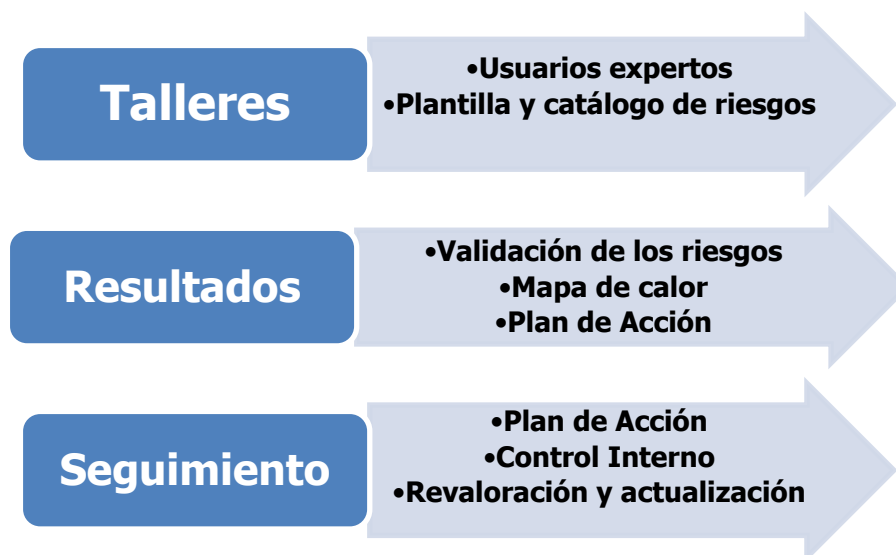 Talleres
•Usuarios expertos
•Plantilla y catálogo de riesgos
Resultados
•Validación de los riesgos
•Mapa de calor
•Plan de Acción
Seguimiento
•Plan de Acción
•Control Interno
•Revaloración y actualización